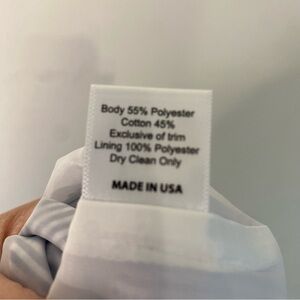 Body 55% Polyester
Cotton 45%
Exclusive of trim
Lining 100% Polyester
Dry Clean Only
MADE IN USA